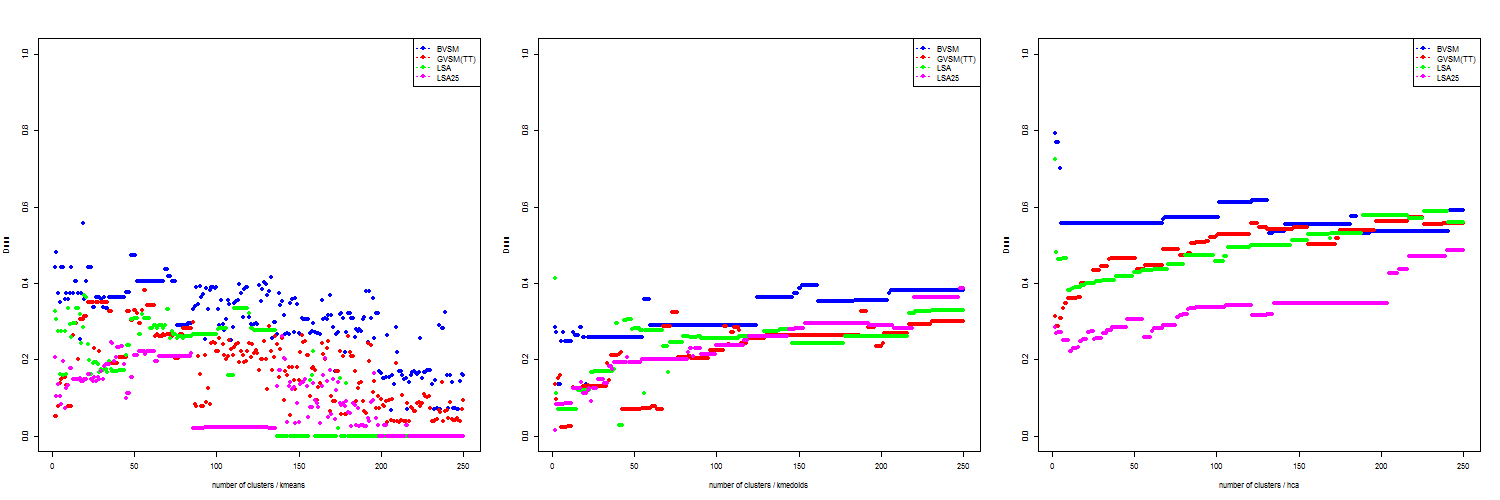 1.0
0.8
0.6
0.4
0.2
0.0
Dunn
BVSM
GVSM(TT)
LSA
LSA25
0 50 100 150 200 250
number of clusters / kmeans
1.0
0.8
0.6
0.4
0.2
0.0
Dunn
BVSM
GVSM(TT)
LSA
LSA25
0 50 100 150 200 250
number of clusters / kmedoids
1.0
0.8
0.6
0.4
0.2
0.0
Dunn
BVSM
GVSM(TT)
LSA
LSA25
0 50 100 150 200 250
number of clusters / hca